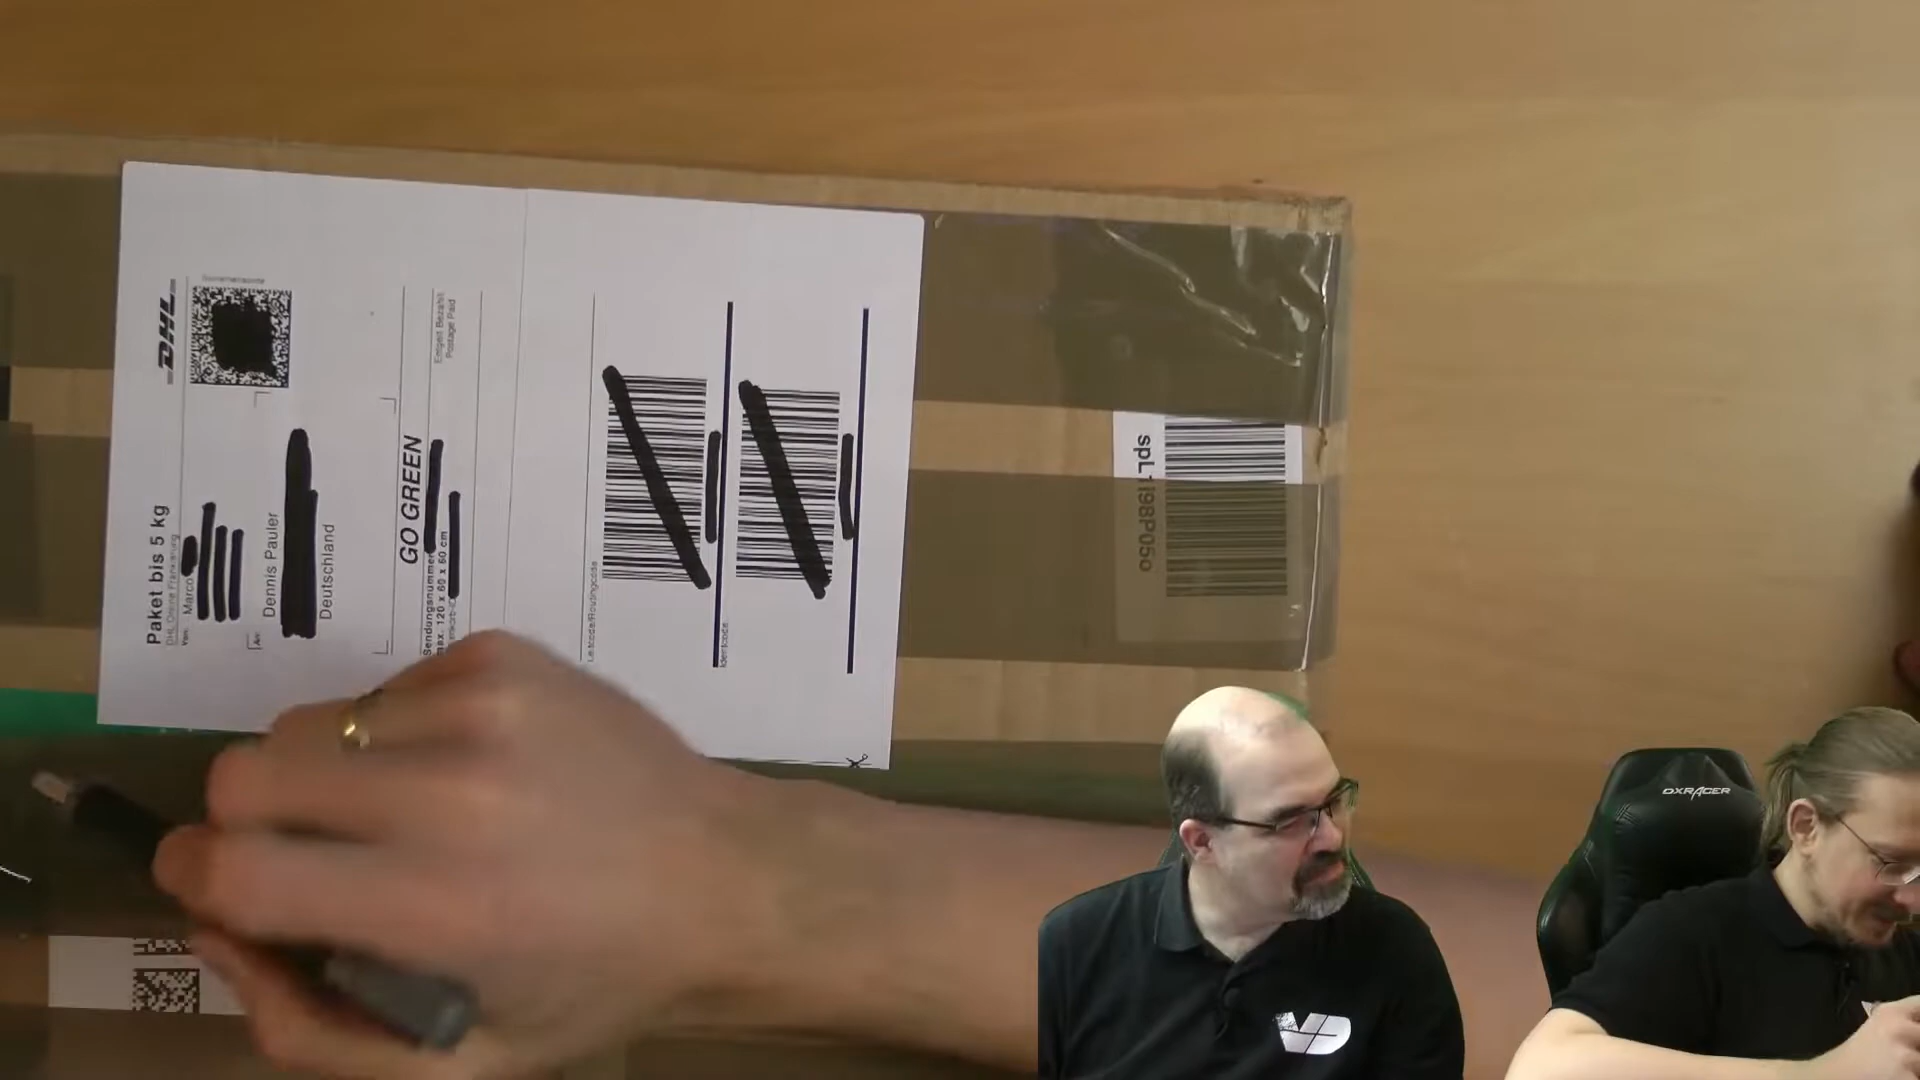 DHL
Paket bis 5 kg
DHL Online Frankierung
Von: Marco
An:
Dennis Pauler
Deutschland
GO GREEN
Entgelt Bezahlt
Postage Paid
Sendungsnummer
max. 120 x 60 x 60 cm
Leitcode/Routingcode
Identcode
DXRACER
VD